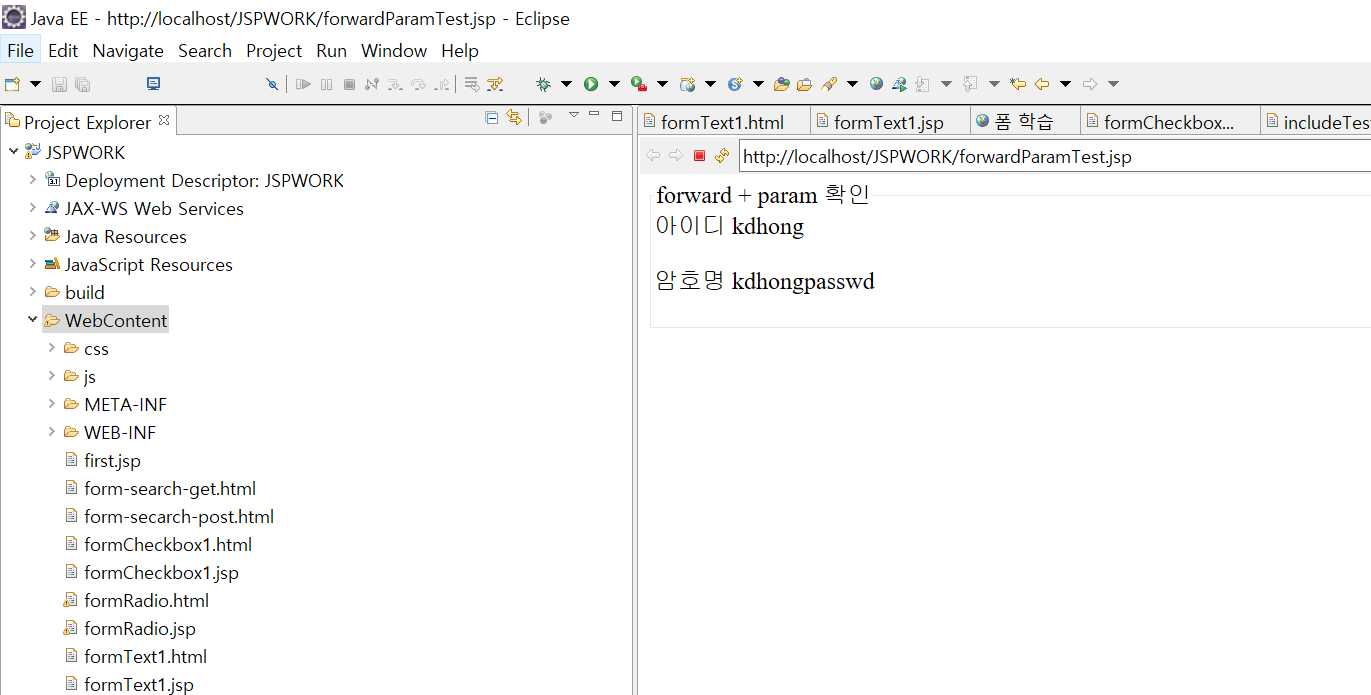 Java EE - http://localhost/JSPWORK/forwardParamTest.jsp - Eclipse
File Edit Navigate Search Project Run Window Help
Project Explorer
JSPWORK
Deployment Descriptor: JSPWORK
JAX-WS Web Services
Java Resources
JavaScript Resources
build
WebContent
css
js
META-INF
WEB-INF
first.jsp
form-search-get.html
form-secarch-post.html
formCheckbox1.html
formCheckbox1.jsp
formRadio.html
formRadio.jsp
formText1.html
formText1.jsp
formText1.html formText1.jsp 폼 학습 formCheckbox... includeTes
http://localhost/JSPWORK/forwardParamTest.jsp
forward + param 확인
아이디 kdhong
암호명 kdhongpasswd